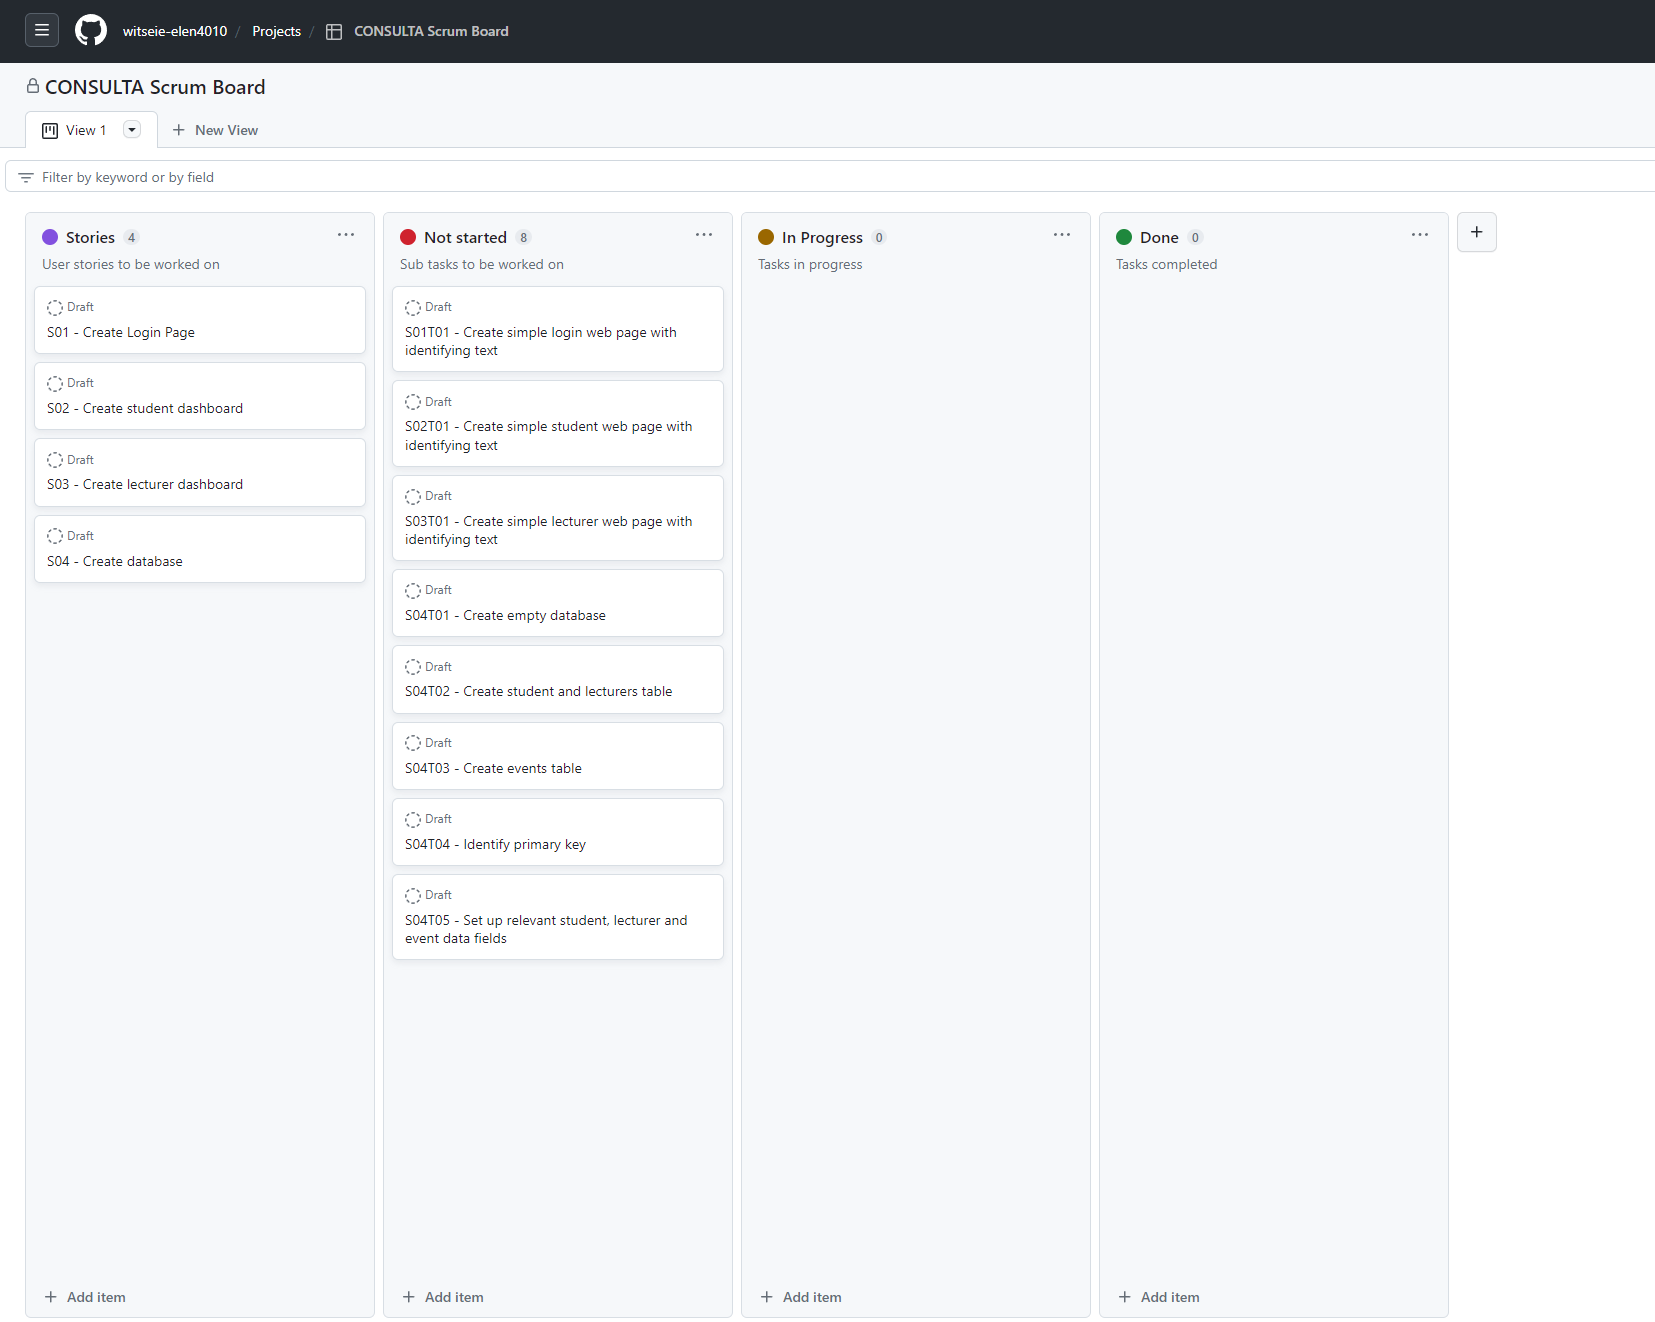 witseie-elen4010 / Projects / CONSULTA Scrum Board
CONSULTA Scrum Board
View 1
New View
Filter by keyword or by field
Stories 4
User stories to be worked on
Draft
S01 - Create Login Page
Draft
S02 - Create student dashboard
Draft
S03 - Create lecturer dashboard
Draft
S04 - Create database
Add item
Not started 8
Sub tasks to be worked on
Draft
S01T01 - Create simple login web page with
identifying text
Draft
S02T01 - Create simple student web page with
identifying text
Draft
S03T01 - Create simple lecturer web page with
identifying text
Draft
S04T01 - Create empty database
Draft
S04T02 - Create student and lecturers table
Draft
S04T03 - Create events table
Draft
S04T04 - Identify primary key
Draft
S04T05 - Set up relevant student, lecturer and
event data fields
Add item
In Progress 0
Tasks in progress
Add item
Done 0
Tasks completed
Add item